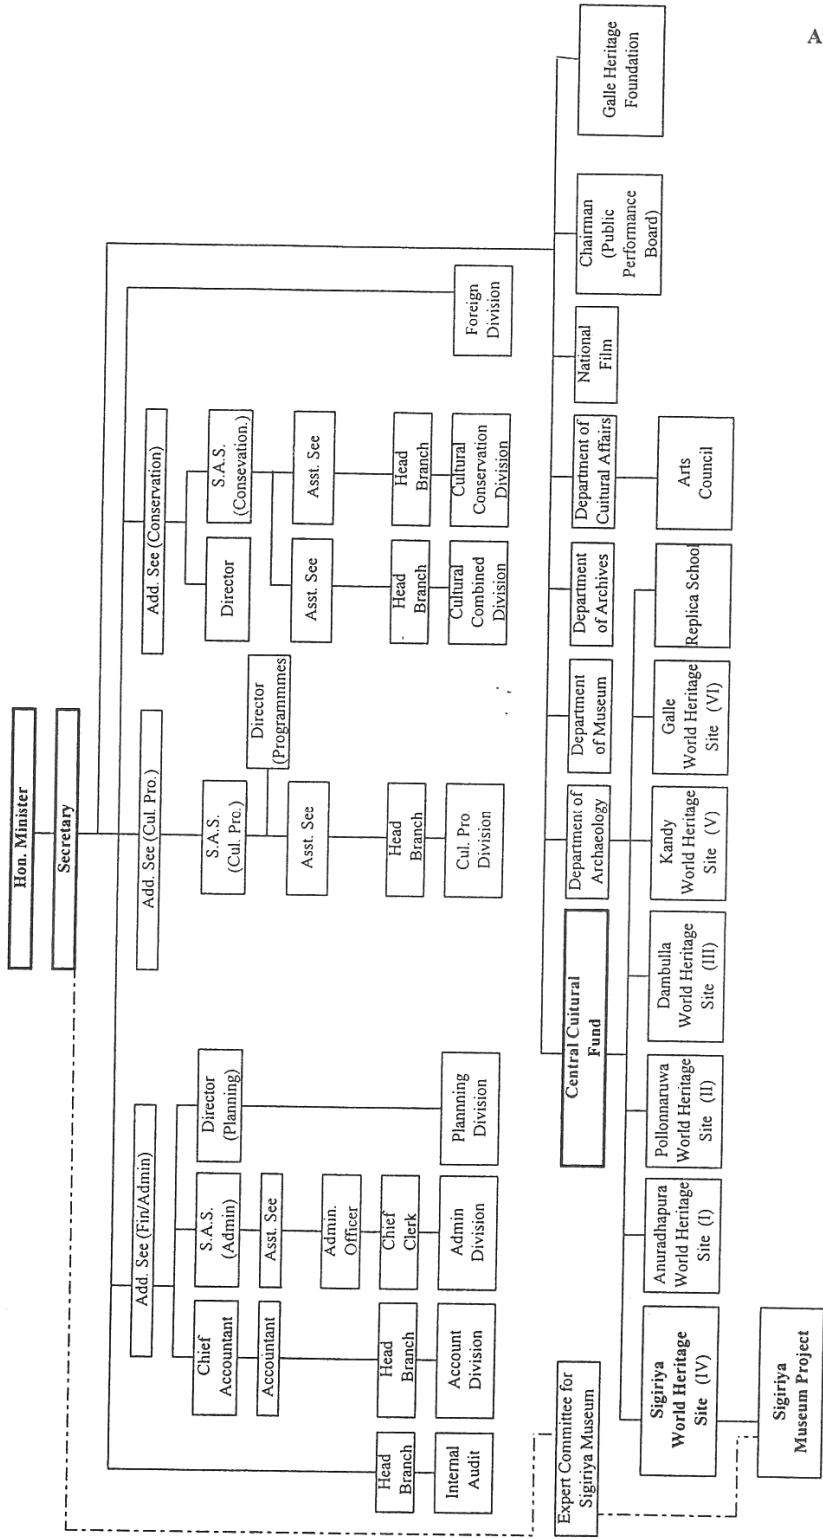 A
Hon. Minister
Secretary
Add. See (Fin/Admin)
Add. See (Cul. Pro.)
Add. See (Conservation)
Chief
Accountant
S.A.S.
(Admin)
Director
(Planning)
S.A.S.
(Cul. Pro.)
Director
(Programmmes)
Director
S.A.S.
(Consevation.)
Accountant
Asst. See
Asst. See
Asst. See
Asst. See
Admin.
Officer
Head
Branch
Head
Branch
Chief
Clerk
Head
Branch
Head
Branch
Head
Branch
Internal
Audit
Account
Division
Admin
Division
Plannning
Division
Cul. Pro.
Division
Cultural
Combined
Division
Cultural
Conservation
Division
Foreign
Division
Expert Committee for
Sigiriya Museum
Central Cuitural
Fund
Department of
Archaeology
Department
of Museum
Department
of Archives
Department of
Cuitural Affairs
National
Film
Chairman
(Public
Performance
Board)
Galle Heritage
Foundation
Sigiriya
World Heritage
Site (IV)
Anuradhapura
World Heritage
Site (I)
Pollonnaruwa
World Heritage
Site (II)
Dambulla
World Heritage
Site (III)
Kandy
World Heritage
Site (V)
Galle
World Heritage
Site (VI)
Replica School
Arts
Council
Sigiriya
Museum Project